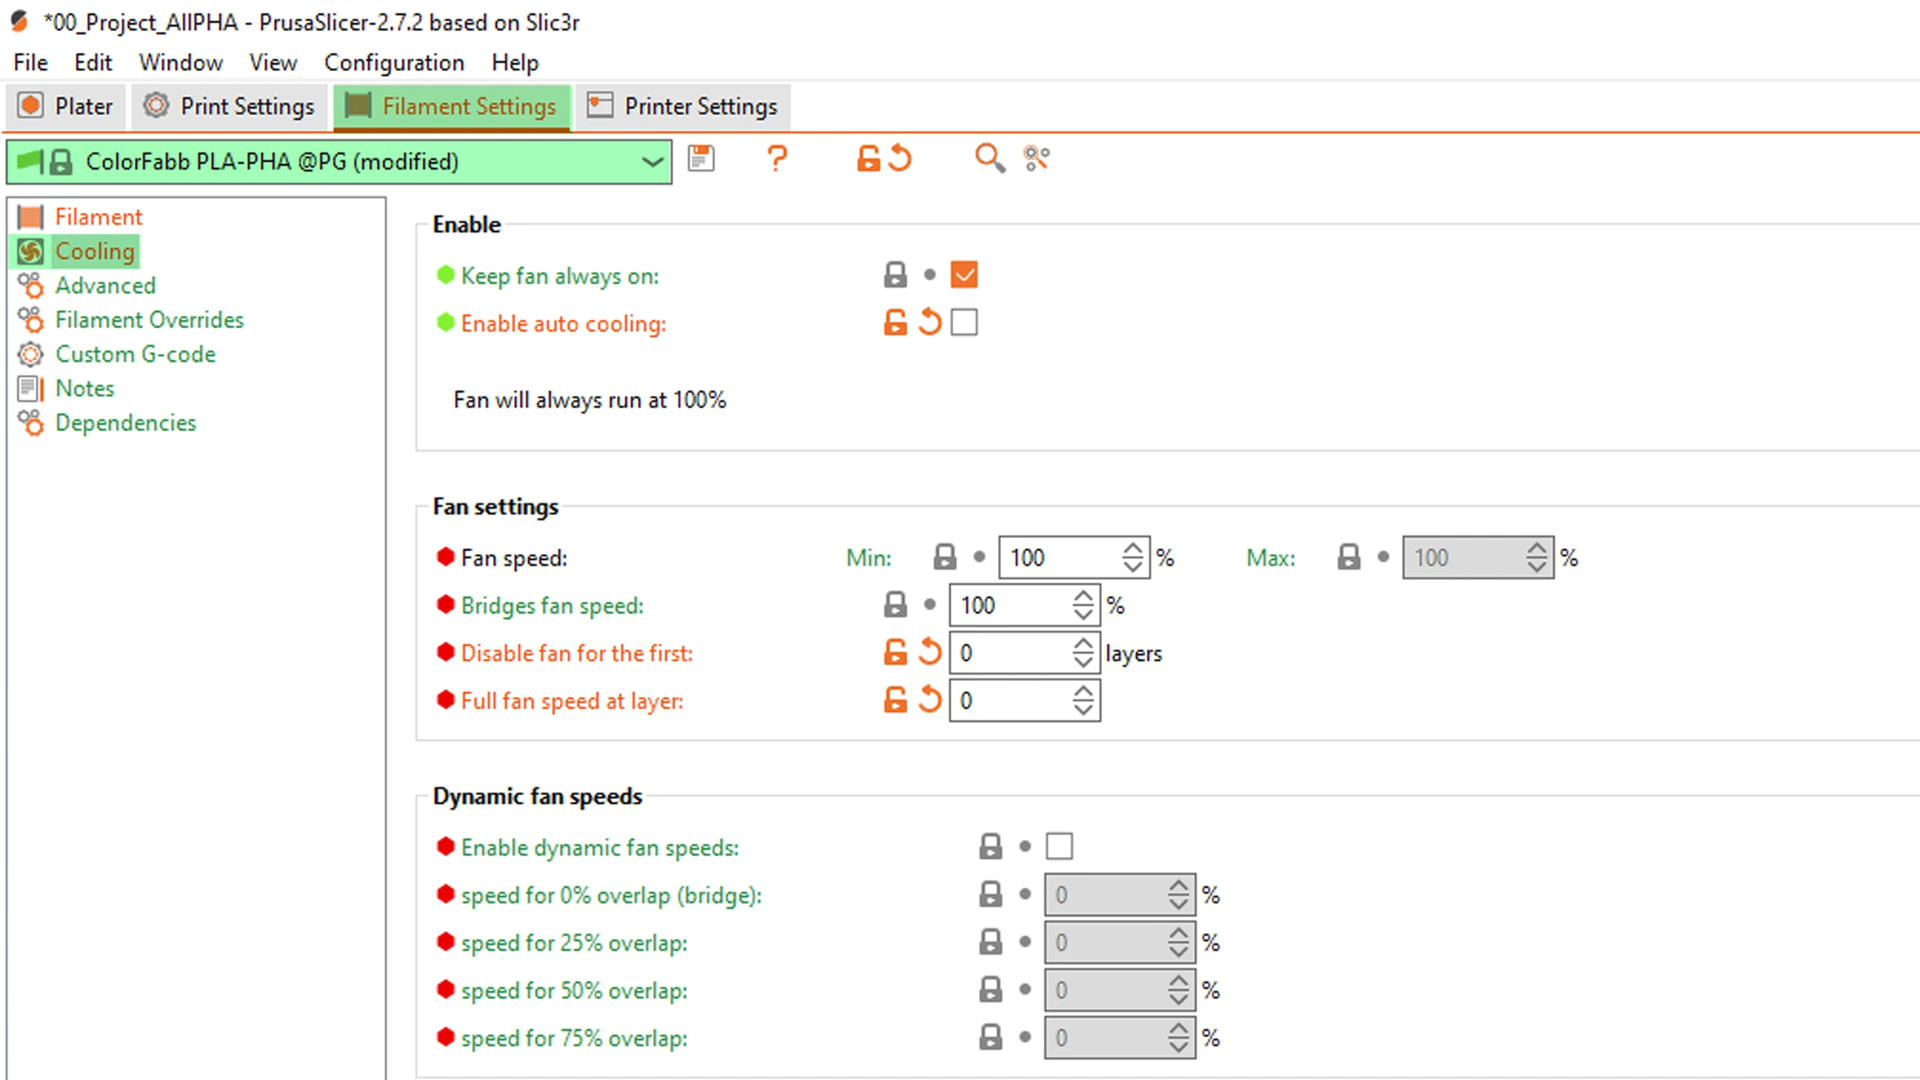 *00_Project_AllPHA - PrusaSlicer-2.7.2 based on Slic3r
File Edit Window View Configuration Help
Plater Print Settings Filament Settings Printer Settings
ColorFabb PLA-PHA @PG (modified)
Filament
Cooling
Advanced
Filament Overrides
Custom G-code
Notes
Dependencies
Enable
Keep fan always on:
Enable auto cooling:
Fan will always run at 100%
Fan settings
Fan speed: Min: 100 % Max: 100 %
Bridges fan speed: 100 %
Disable fan for the first: 0 layers
Full fan speed at layer: 0
Dynamic fan speeds
Enable dynamic fan speeds:
speed for 0% overlap (bridge): 0 %
speed for 25% overlap: 0 %
speed for 50% overlap: 0 %
speed for 75% overlap: 0 %